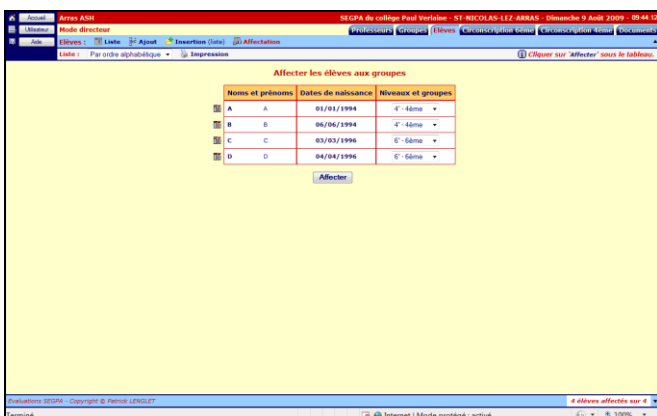 Accueil Arras ASH SEGPA du collège Paul Verlaine - ST-NICOLAS-LEZ-ARRAS - Dimanche 9 Août 2009 - 09:44:12
Utilisateur Mode directeur Professeurs Groupes Elèves Circonscription 6ème Circonscription 4ème Documents
Aide Elèves : Liste Ajout Insertion (liste) Affectation
Liste : Par ordre alphabétique Impression Cliquer sur 'Affecter' sous le tableau.
Affecter les élèves aux groupes
Noms et prénoms Dates de naissance Niveaux et groupes
A A 01/01/1994 4° - 4ème
B B 06/06/1994 4° - 4ème
C C 03/03/1996 6° - 6ème
D D 04/04/1996 6° - 6ème
Affecter
Evaluations SEGPA - Copyright © Patrick LENGLET 4 élèves affectés sur 4
Terminé Internet | Mode protégé : activé 100%